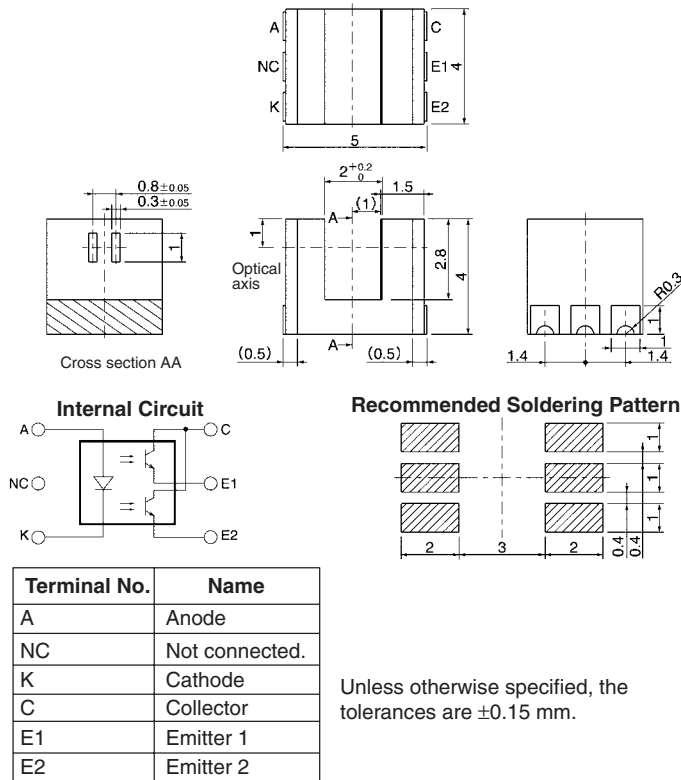 A C
NC E1 4
K E2
5
2 +0.2 0
0.8±0.05
0.3±0.05
1.5
(1)
A
1
1
Optical axis
2.8
4
R0.3
1
1
Cross section AA
(0.5) A (0.5)
1.4 1.4
Internal Circuit
A C
NC E1
K E2
Recommended Soldering Pattern
1
1
1
0.4
0.4
2 3 2
Terminal No. Name
A Anode
NC Not connected.
K Cathode
C Collector
E1 Emitter 1
E2 Emitter 2
Unless otherwise specified, the
tolerances are ±0.15 mm.